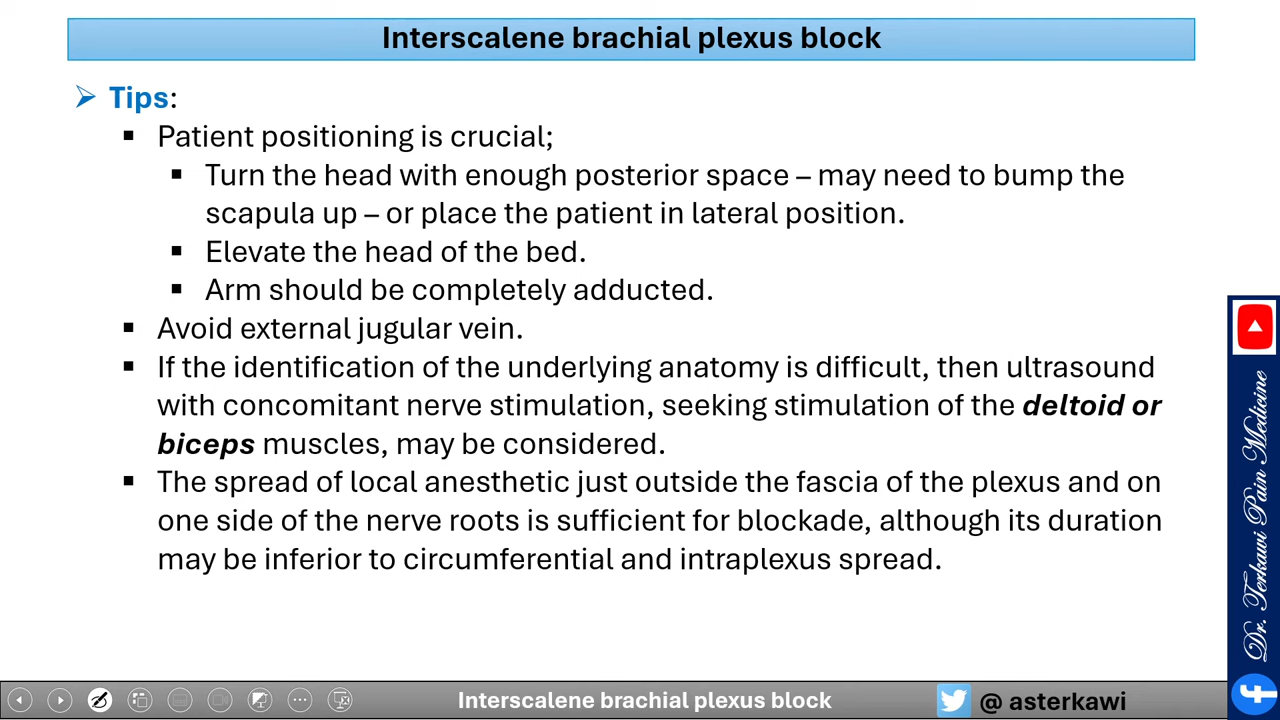 Interscalene brachial plexus block
Tips:
Patient positioning is crucial;
Turn the head with enough posterior space – may need to bump the
scapula up – or place the patient in lateral position.
Elevate the head of the bed.
Arm should be completely adducted.
Avoid external jugular vein.
If the identification of the underlying anatomy is difficult, then ultrasound
with concomitant nerve stimulation, seeking stimulation of the deltoid or
biceps muscles, may be considered.
The spread of local anesthetic just outside the fascia of the plexus and on
one side of the nerve roots is sufficient for blockade, although its duration
may be inferior to circumferential and intraplexus spread.
Dr. Terkawi Pain Medicine
Interscalene brachial plexus block
@ asterkawi